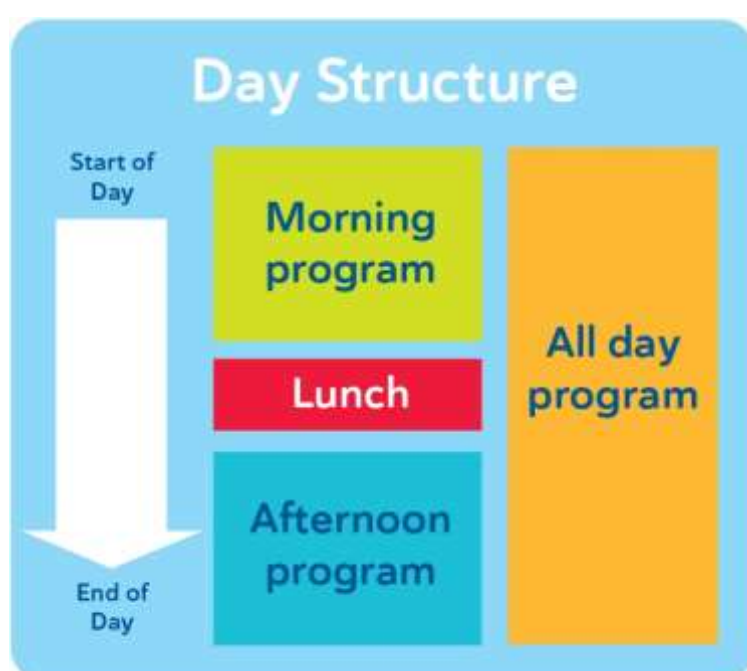 Day Structure
Start of
Day
Morning
program
Lunch
Afternoon
program
All day
program
End of
Day